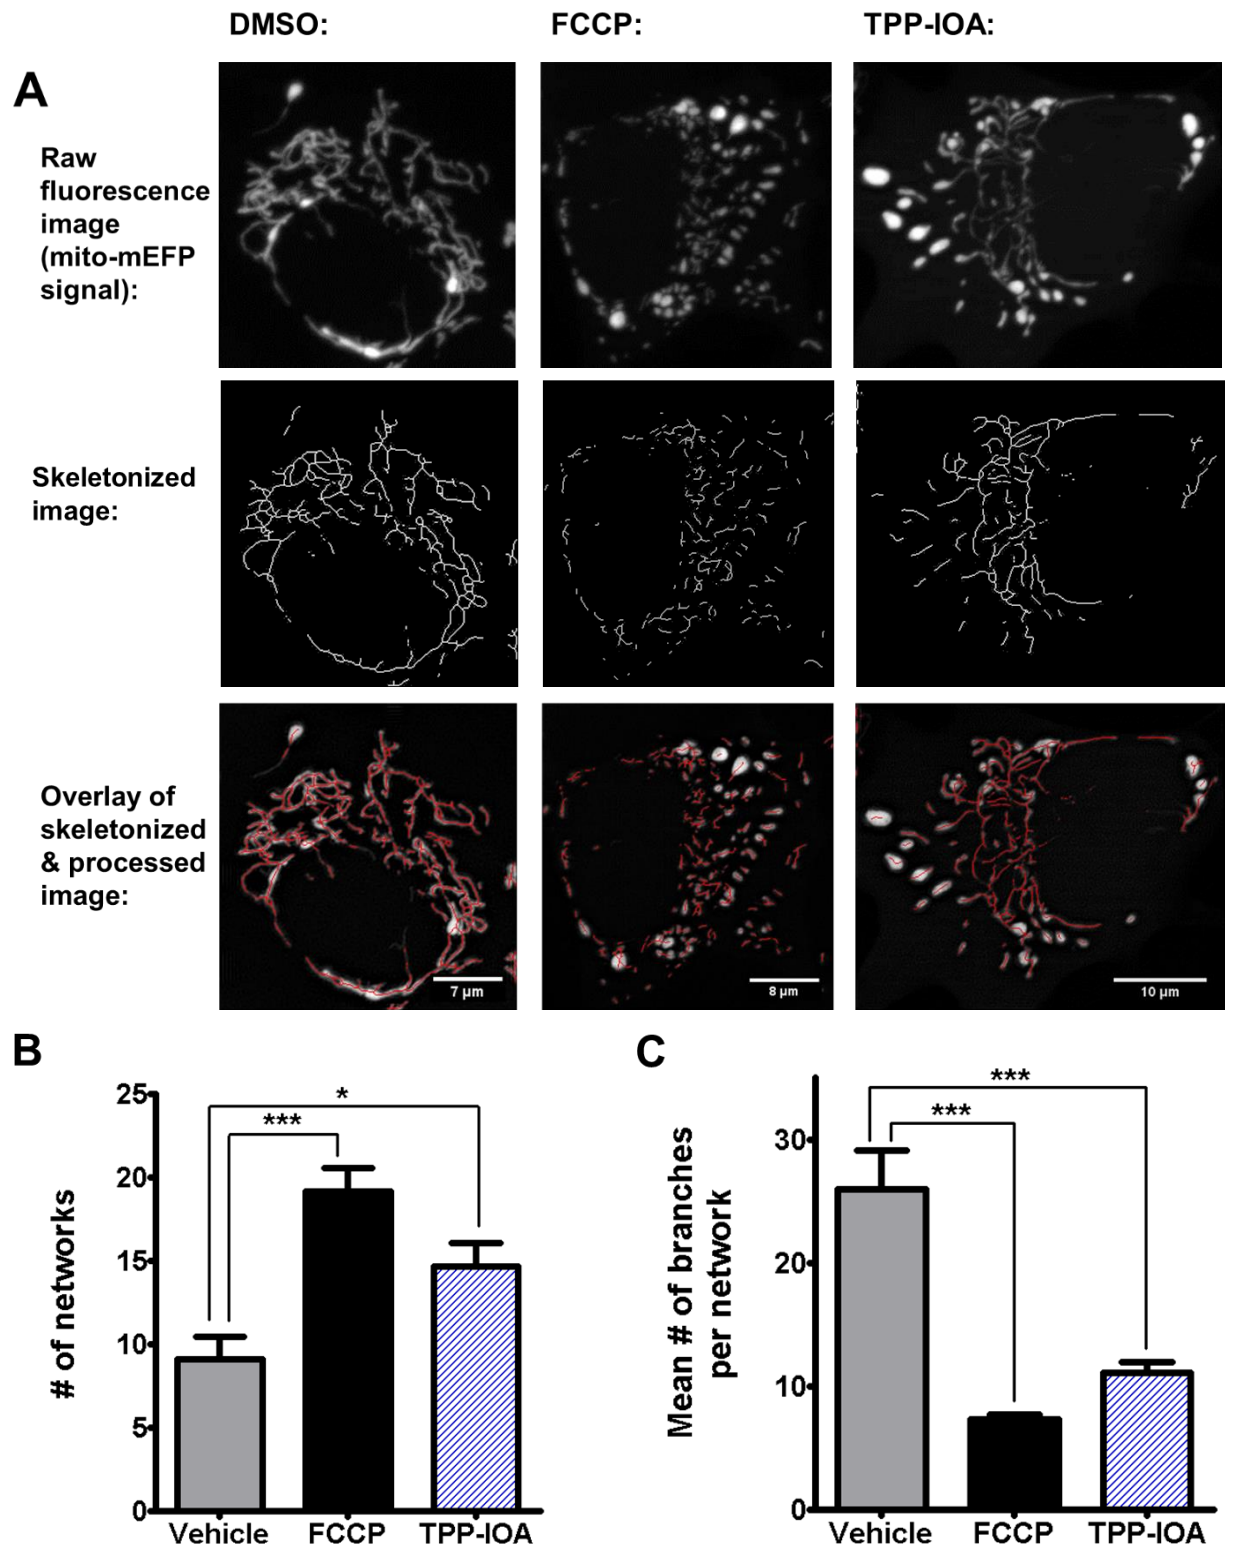 DMSO: FCCP: TPP-IOA:
A
Raw
fluorescence
image
(mito-mEFP
signal):
Skeletonized
image:
Overlay of
skeletonized
& processed
image:
7 µm
8 µm
10 µm
B
# of networks
25
20
15
10
5
0
*
***
Vehicle FCCP TPP-IOA
C
Mean # of branches
per network
30
20
10
0
***
***
Vehicle FCCP TPP-IOA